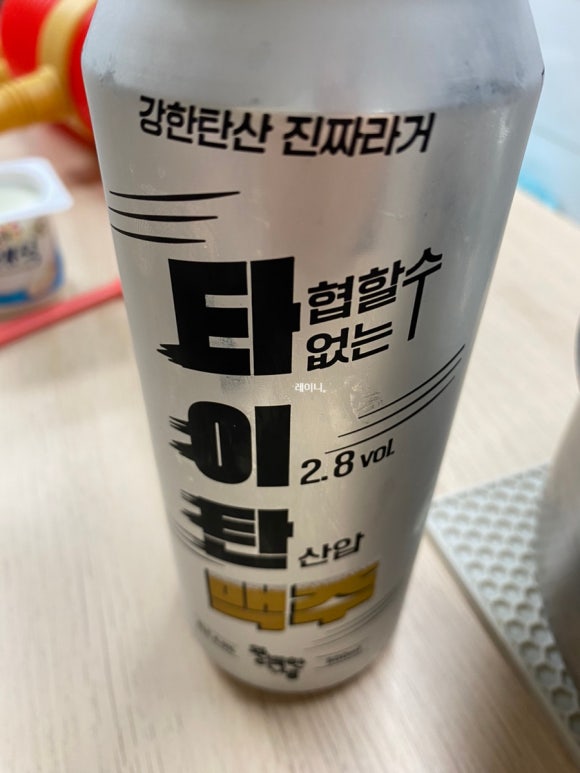 강한탄산 진짜라거
타협할수
없는
이 2.8 vol.
탄산압
맥주
레이니